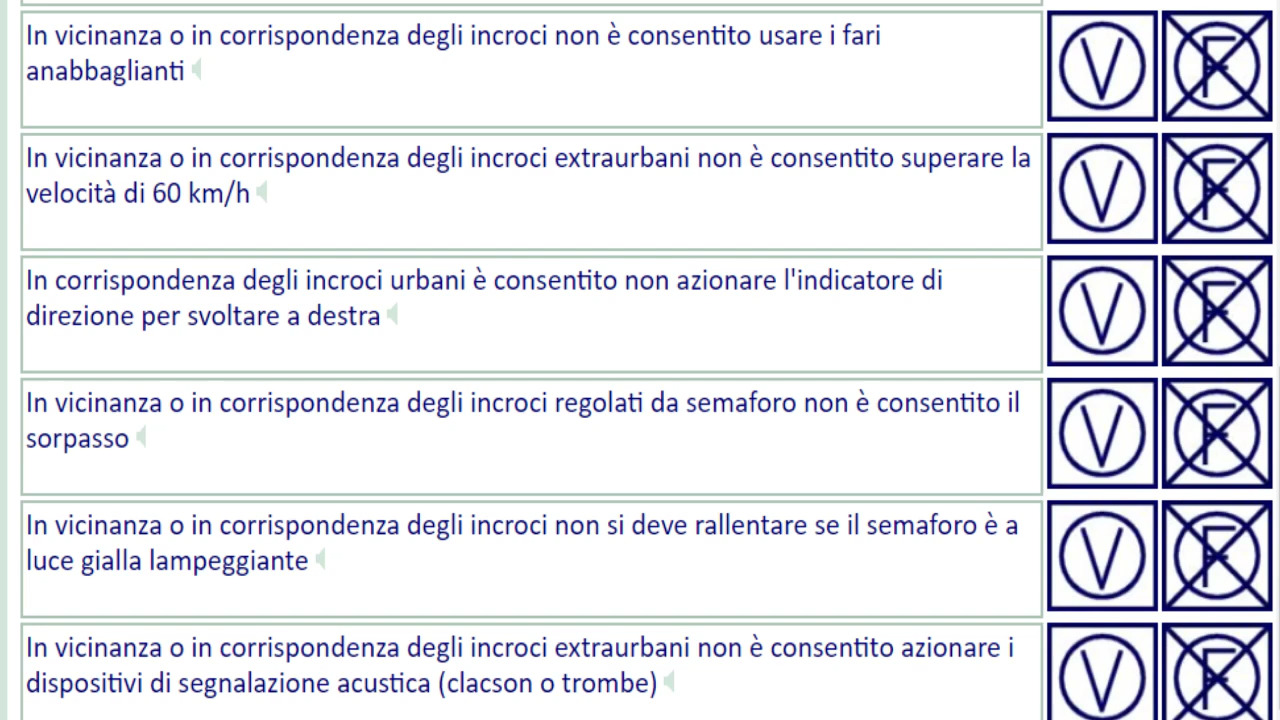 In vicinanza o in corrispondenza degli incroci non è consentito usare i fari
anabbaglianti
V F
In vicinanza o in corrispondenza degli incroci extraurbani non è consentito superare la
velocità di 60 km/h
V F
In corrispondenza degli incroci urbani è consentito non azionare l'indicatore di
direzione per svoltare a destra
V F
In vicinanza o in corrispondenza degli incroci regolati da semaforo non è consentito il
sorpasso
V F
In vicinanza o in corrispondenza degli incroci non si deve rallentare se il semaforo è a
luce gialla lampeggiante
V F
In vicinanza o in corrispondenza degli incroci extraurbani non è consentito azionare i
dispositivi di segnalazione acustica (clacson o trombe)
V F